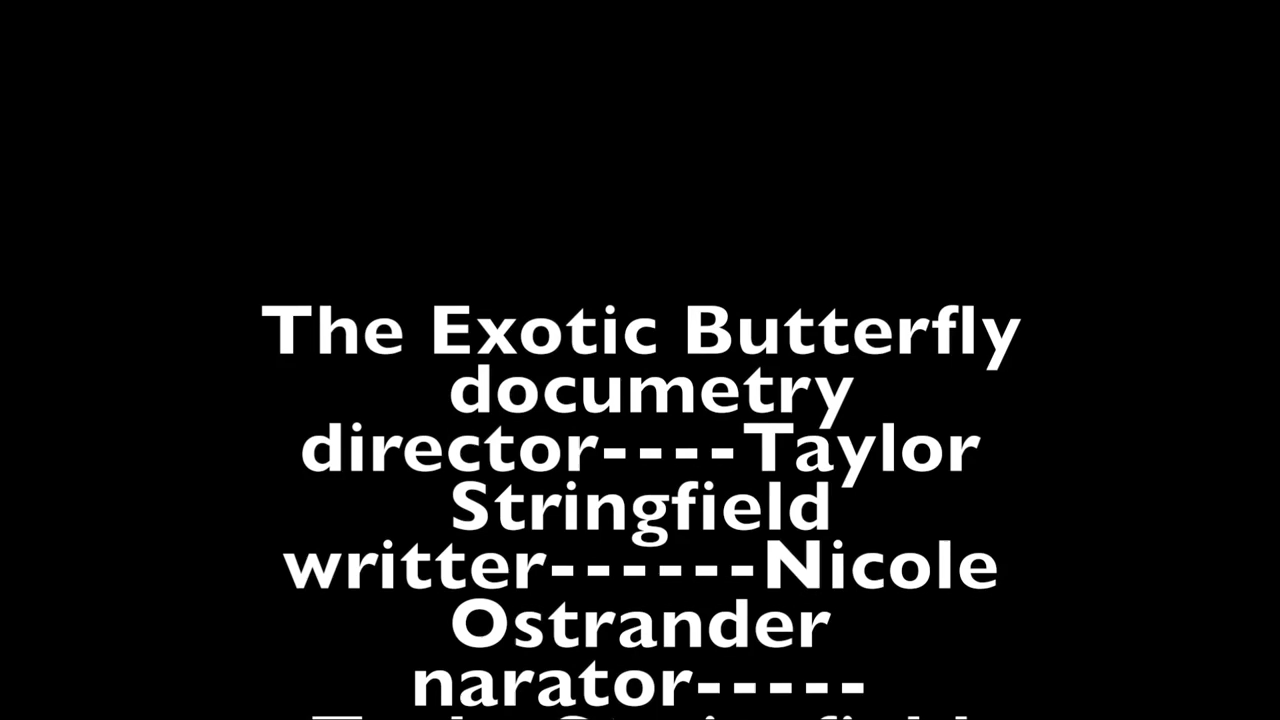 The Exotic Butterfly
documetry
director----Taylor
Stringfield
writter------Nicole
Ostrander
narator-----